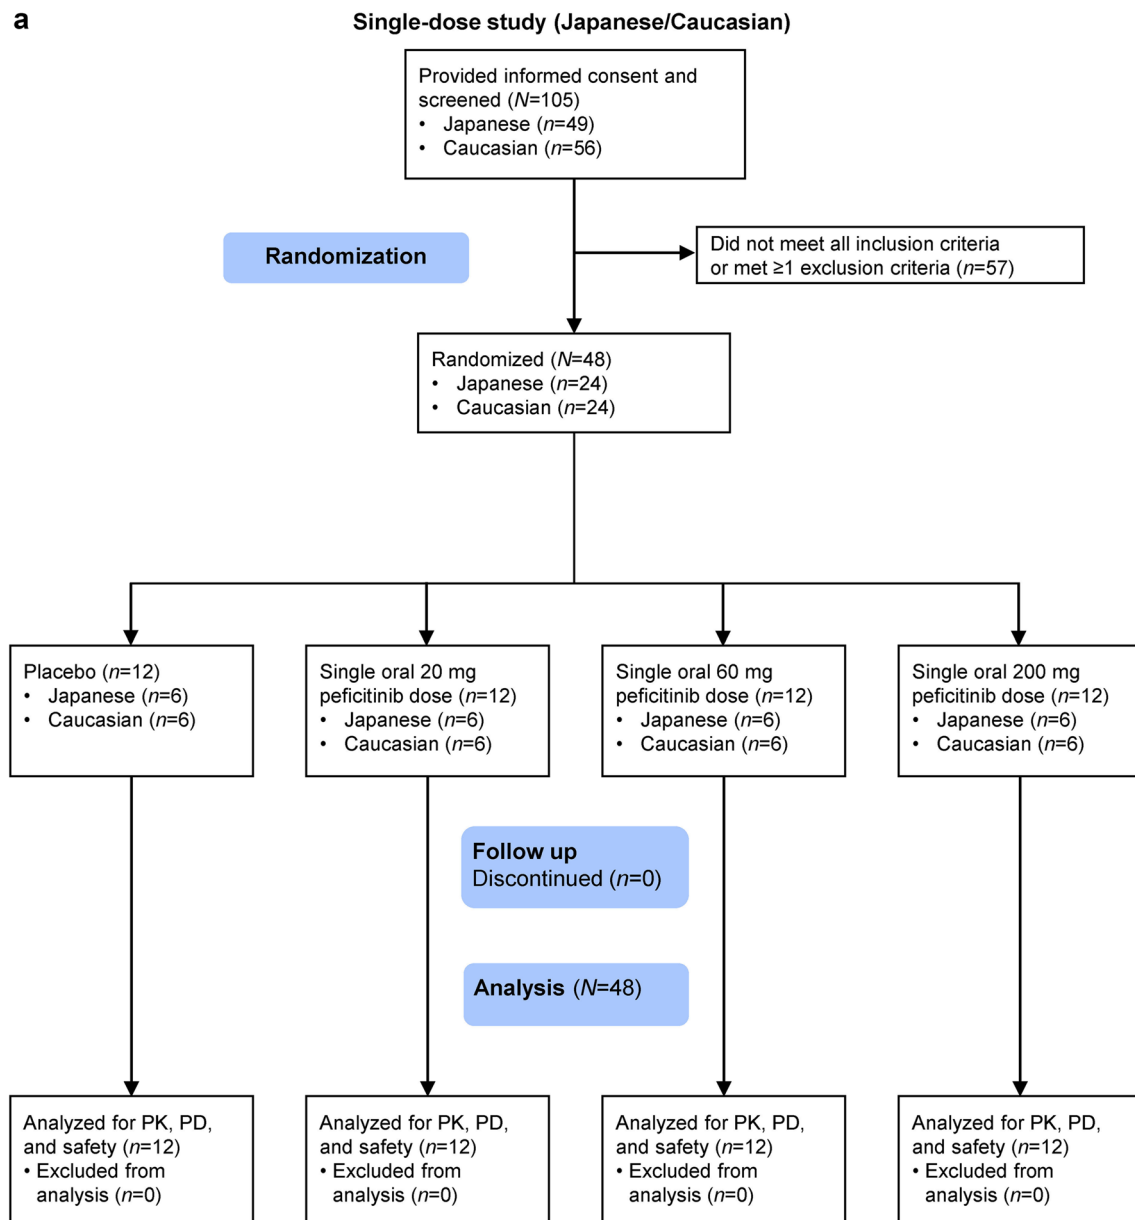 a
Single-dose study (Japanese/Caucasian)
Provided informed consent and
screened (N=105)
• Japanese (n=49)
• Caucasian (n=56)
Randomization
Did not meet all inclusion criteria
or met ≥1 exclusion criteria (n=57)
Randomized (N=48)
• Japanese (n=24)
• Caucasian (n=24)
Placebo (n=12)
• Japanese (n=6)
• Caucasian (n=6)
Single oral 20 mg
peficitinib dose (n=12)
• Japanese (n=6)
• Caucasian (n=6)
Single oral 60 mg
peficitinib dose (n=12)
• Japanese (n=6)
• Caucasian (n=6)
Single oral 200 mg
peficitinib dose (n=12)
• Japanese (n=6)
• Caucasian (n=6)
Follow up
Discontinued (n=0)
Analysis (N=48)
Analyzed for PK, PD,
and safety (n=12)
• Excluded from
analysis (n=0)
Analyzed for PK, PD,
and safety (n=12)
• Excluded from
analysis (n=0)
Analyzed for PK, PD,
and safety (n=12)
• Excluded from
analysis (n=0)
Analyzed for PK, PD,
and safety (n=12)
• Excluded from
analysis (n=0)